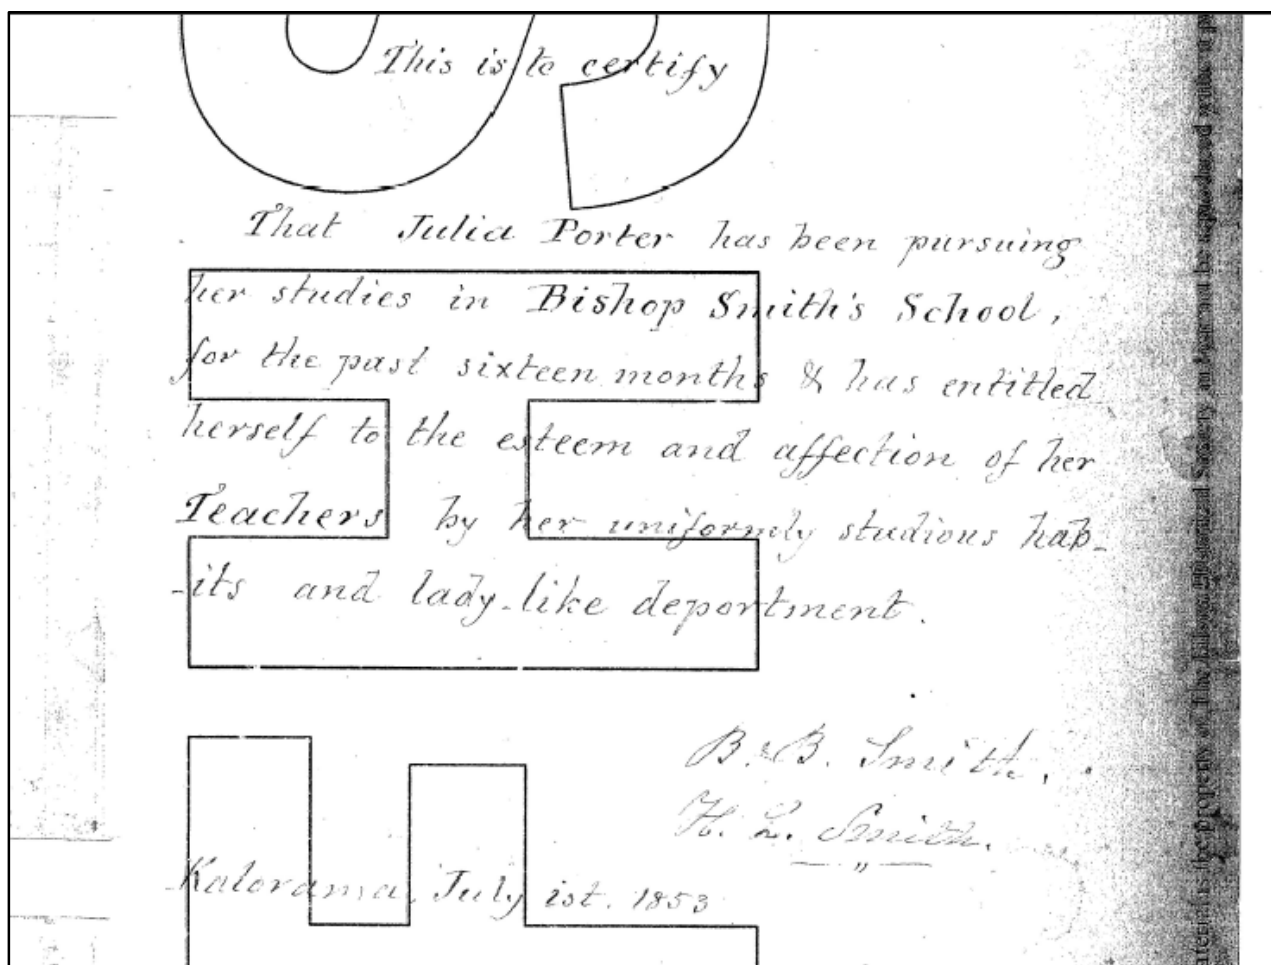 This is to certify
That Julia Porter has been pursuing
her studies in Bishop Smith's School,
for the past sixteen months & has entitled
herself to the esteem and affection of her
Teachers by her uniformly studious hab-
-its and lady-like deportment.
B. B. Smith,
H. L. Smith.
Kalorama, July 1st. 1853